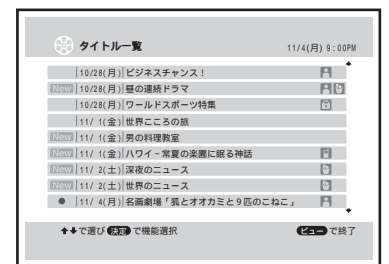 タイトル一覧 11/4(月) 9:00PM
10/28(月) ビジネスチャンス!
New 10/28(月) 昼の連続ドラマ
10/28(月) ワールドスポーツ特集
11/ 1(金) 世界こころの旅
New 11/ 1(金) 男の料理教室
New 11/ 1(金) ハワイ~常夏の楽園に眠る神話
New 11/ 2(土) 深夜のニュース
New 11/ 2(土) 世界のニュース
● 11/ 4(月) 名画劇場「狐とオオカミと9匹のこねこ」
↑↓で選び 決定 で機能選択 ビュー で終了